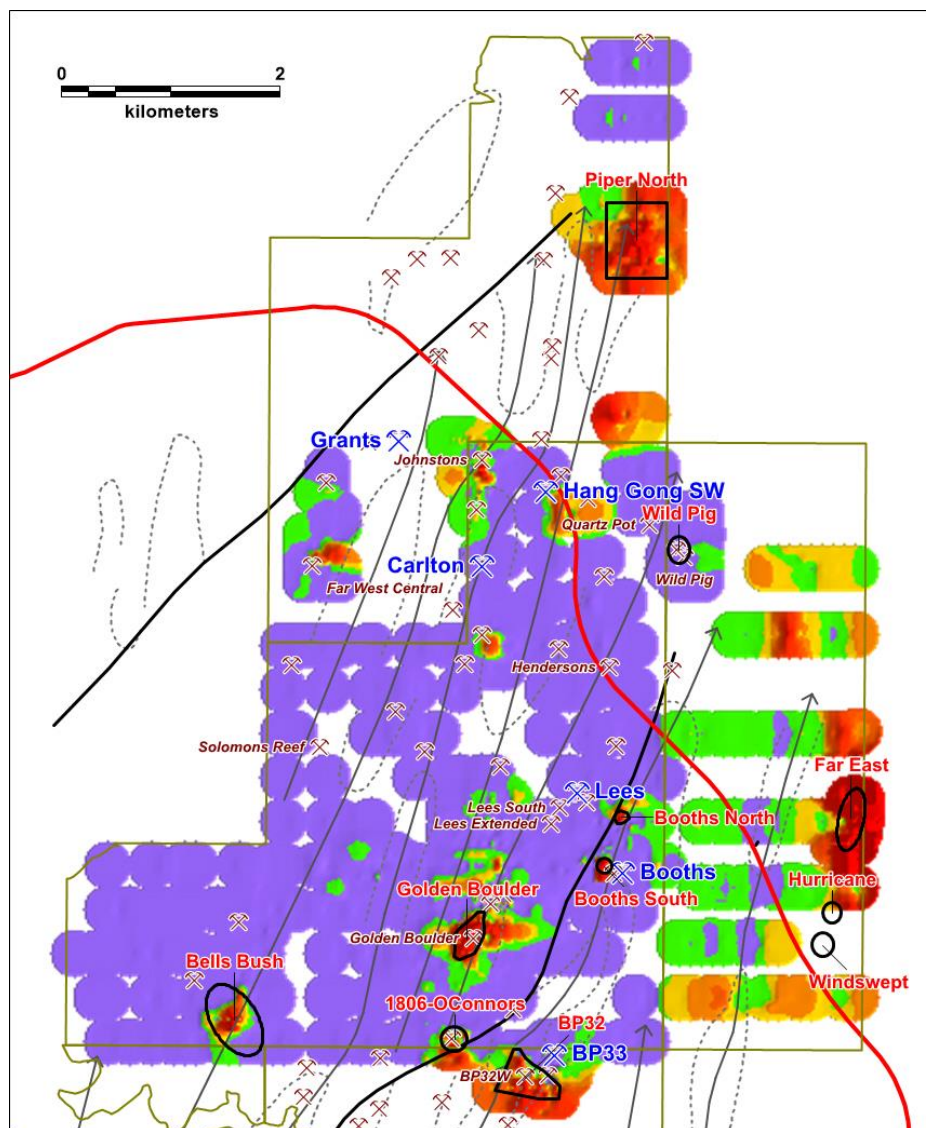 0 2
kilometers
Piper North
Grants
Johnstons
Hang Gong SW
Wild Pig
Quartz Pot
Carlton
Wild Pig
Far West Central
Hendersons
Solomons Reef
Far East
Lees
Lees South
Booths North
Lees Extended
Booths
Hurricane
Golden Boulder
Booths South
Golden Boulder
Bells Bush
Windswept
1806-OConnors
BP32
BP33
BP32W